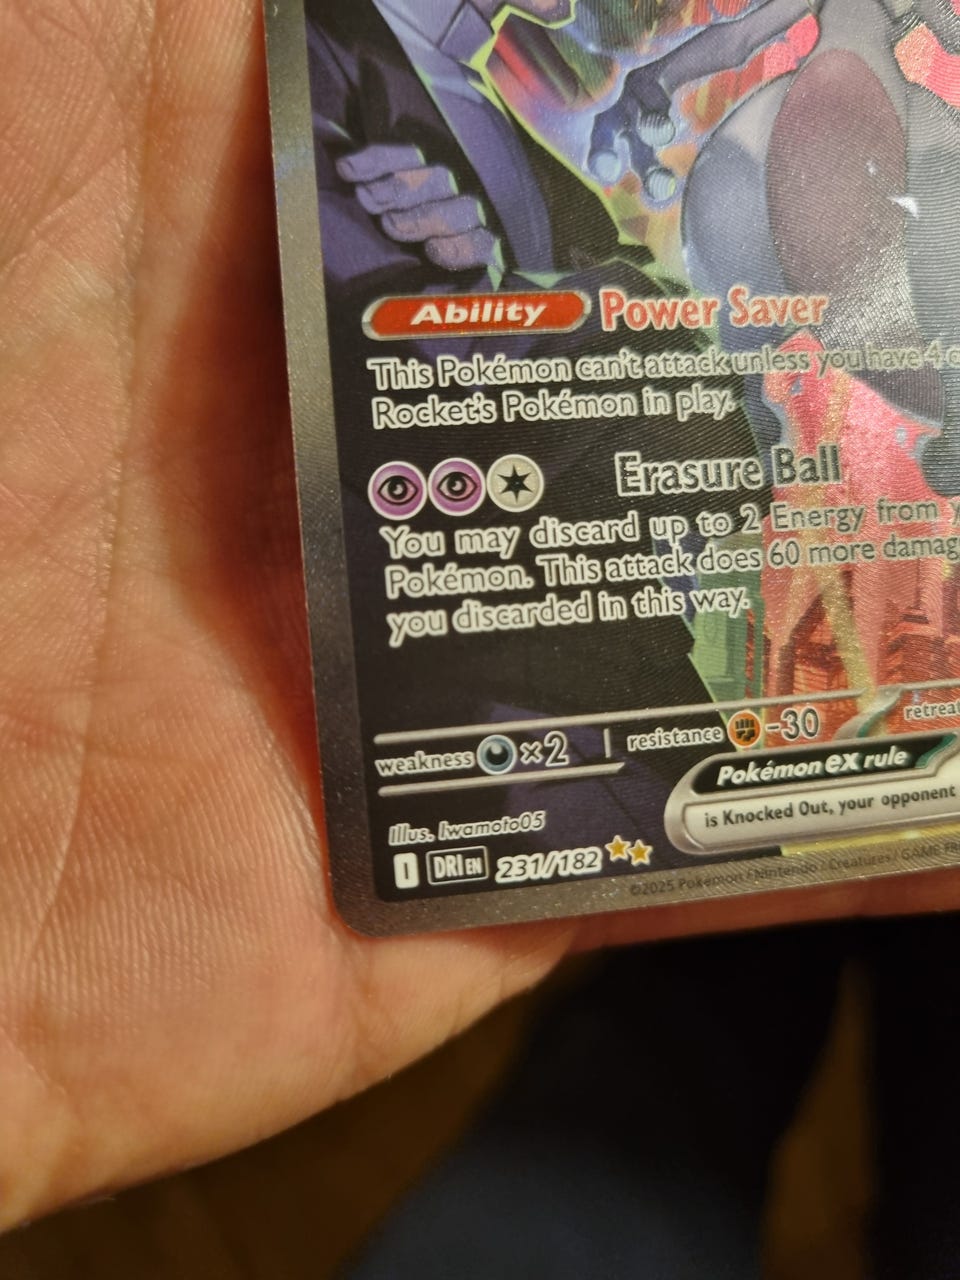 Ability Power Saver
This Pokémon can't attack unless you have 4
Rocket's Pokémon in play.
Erasure Ball
You may discard up to 2 Energy from
Pokémon. This attack does 60 more
you discarded in this way.
weakness ×2 resistance -30
Pokémon ex rule
is Knocked Out, your opponent
Illus. Iwamoto05
I DRI EN 231/182
©2025 Pokémon / Nintendo / Creatures / GAME